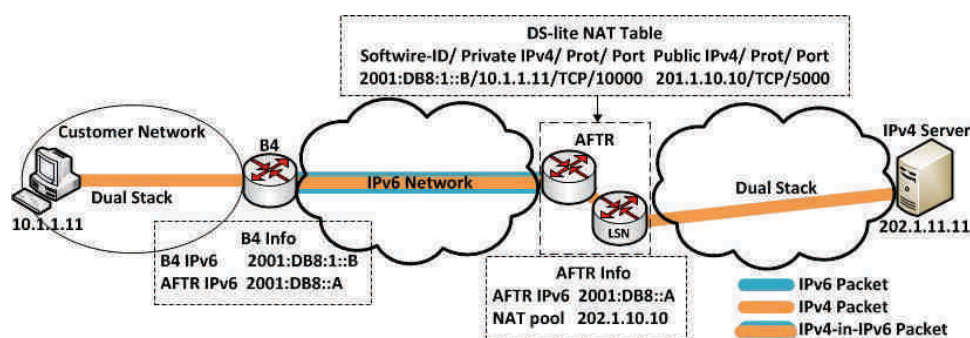 DS-lite NAT Table
Softwire-ID/ Private IPv4/ Prot/ Port Public IPv4/ Prot/ Port
2001:DB8:1::B/10.1.1.11/TCP/10000 201.1.10.10/TCP/5000
Customer Network
B4
AFTR
IPv4 Server
IPv6 Network
Dual Stack
Dual Stack
LSN
10.1.1.11
202.1.11.11
B4 Info
B4 IPv6 2001:DB8:1::B
AFTR IPv6 2001:DB8::A
AFTR Info
AFTR IPv6 2001:DB8::A
NAT pool 202.1.10.10
IPv6 Packet
IPv4 Packet
IPv4-in-IPv6 Packet